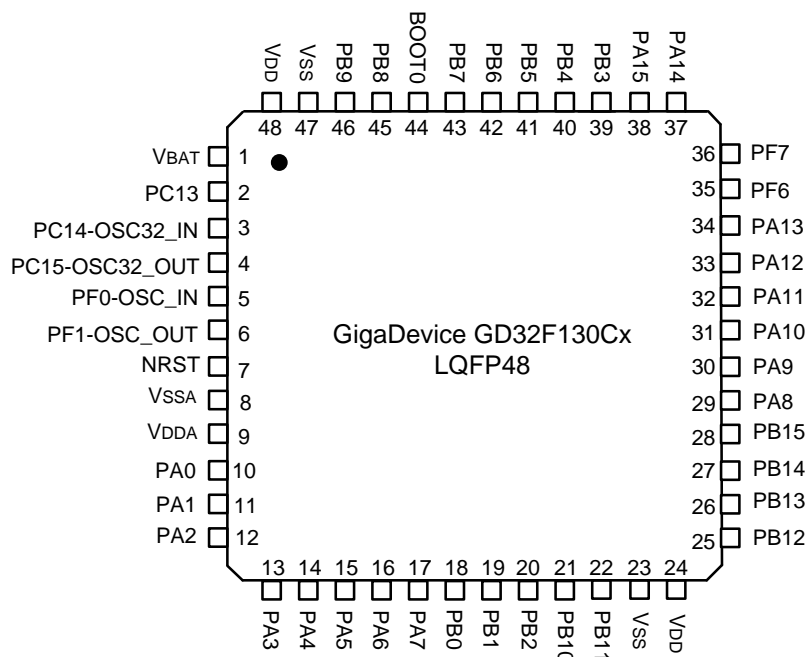 VDD
VSS
PB9
PB8
BOOT0
PB7
PB6
PB5
PB4
PB3
PA15
PA14
48 47 46 45 44 43 42 41 40 39 38 37
VBAT 1
PC13 2
PC14-OSC32_IN 3
PC15-OSC32_OUT 4
PF0-OSC_IN 5
PF1-OSC_OUT 6
NRST 7
VSSA 8
VDDA 9
PA0 10
PA1 11
PA2 12
GigaDevice GD32F130Cx
LQFP48
36 PF7
35 PF6
34 PA13
33 PA12
32 PA11
31 PA10
30 PA9
29 PA8
28 PB15
27 PB14
26 PB13
25 PB12
13 14 15 16 17 18 19 20 21 22 23 24
PA3
PA4
PA5
PA6
PA7
PB0
PB1
PB2
PB10
PB11
VSS
VDD